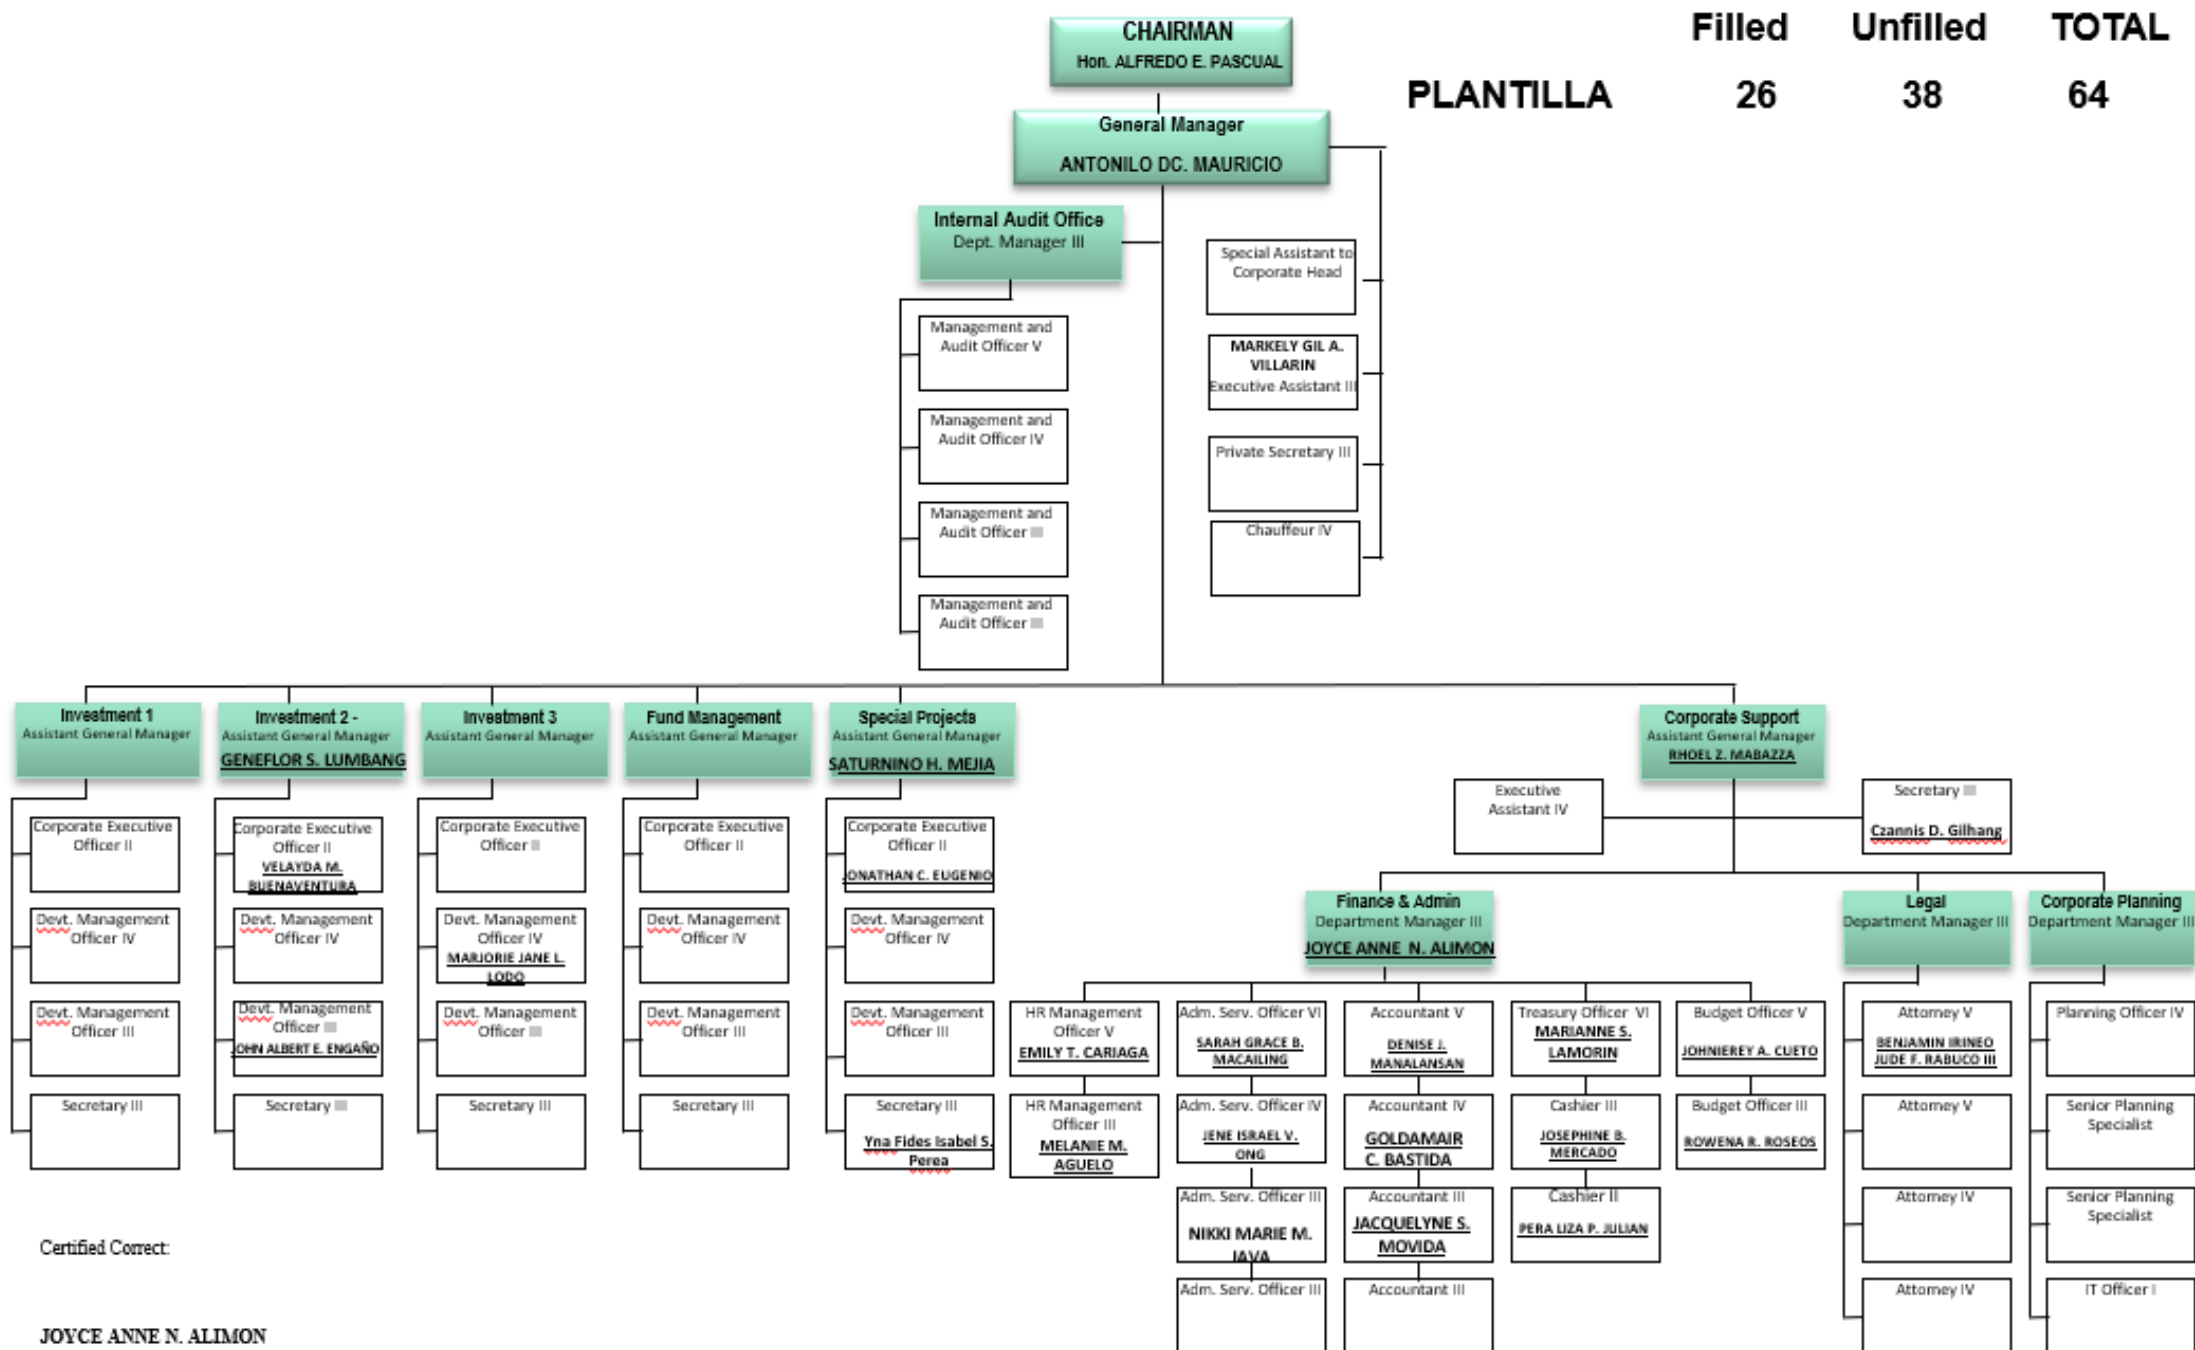 Filled Unfilled TOTAL
PLANTILLA 26 38 64
CHAIRMAN
Hon. ALFREDO E. PASCUAL
General Manager
ANTONILO DC. MAURICIO
Internal Audit Office
Dept. Manager III
Management and
Audit Officer V
Management and
Audit Officer IV
Management and
Audit Officer III
Management and
Audit Officer III
Special Assistant to
Corporate Head
MARKELY GIL A.
VILLARIN
Executive Assistant III
Private Secretary III
Chauffeur IV
Investment 1
Assistant General Manager
Corporate Executive
Officer II
Devt. Management
Officer IV
Devt. Management
Officer III
Secretary III
Investment 2 -
Assistant General Manager
GENEFLOR S. LUMBANG
Corporate Executive
Officer II
VELAYDA M.
BUENAVENTURA
Devt. Management
Officer IV
Devt. Management
Officer III
JOHN ALBERT E. ENGAÑO
Secretary III
Investment 3
Assistant General Manager
Corporate Executive
Officer II
Devt. Management
Officer IV
MARJORIE JANE L.
LODO
Devt. Management
Officer III
Secretary III
Fund Management
Assistant General Manager
Corporate Executive
Officer II
Devt. Management
Officer IV
Devt. Management
Officer III
Secretary III
Special Projects
Assistant General Manager
SATURNINO H. MEJIA
Corporate Executive
Officer II
JONATHAN C. EUGENIO
Devt. Management
Officer IV
Devt. Management
Officer III
Secretary III
Yna Fides Isabel S.
Perea
Corporate Support
Assistant General Manager
RHOEL Z. MABAZZA
Executive
Assistant IV
Secretary III
Czannis D. Gilhang
Finance & Admin
Department Manager III
JOYCE ANNE N. ALIMON
HR Management
Officer V
EMILY T. CARIAGA
HR Management
Officer III
MELANIE M.
AGUELO
Adm. Serv. Officer VI
SARAH GRACE B.
MACAILING
Adm. Serv. Officer IV
JENE ISRAEL V.
ONG
Adm. Serv. Officer III
NIKKI MARIE M.
JAVA
Adm. Serv. Officer III
Accountant V
DENISE J.
MANALANSAN
Accountant IV
GOLDAMAIR
C. BASTIDA
Accountant III
JACQUELYNE S.
MOVIDA
Accountant III
Treasury Officer VI
MARIANNE S.
LAMORIN
Cashier III
JOSEPHINE B.
MERCADO
Cashier II
PERA LIZA P. JULIAN
Budget Officer V
JOHNIEREY A. CUETO
Budget Officer III
ROWENA R. ROSEOS
Legal
Department Manager III
Attorney V
BENJAMIN IRINEO
JUDE F. RABUCO III
Attorney V
Attorney IV
Attorney IV
Corporate Planning
Department Manager III
Planning Officer IV
Senior Planning
Specialist
Senior Planning
Specialist
IT Officer I
Certified Correct:
JOYCE ANNE N. ALIMON